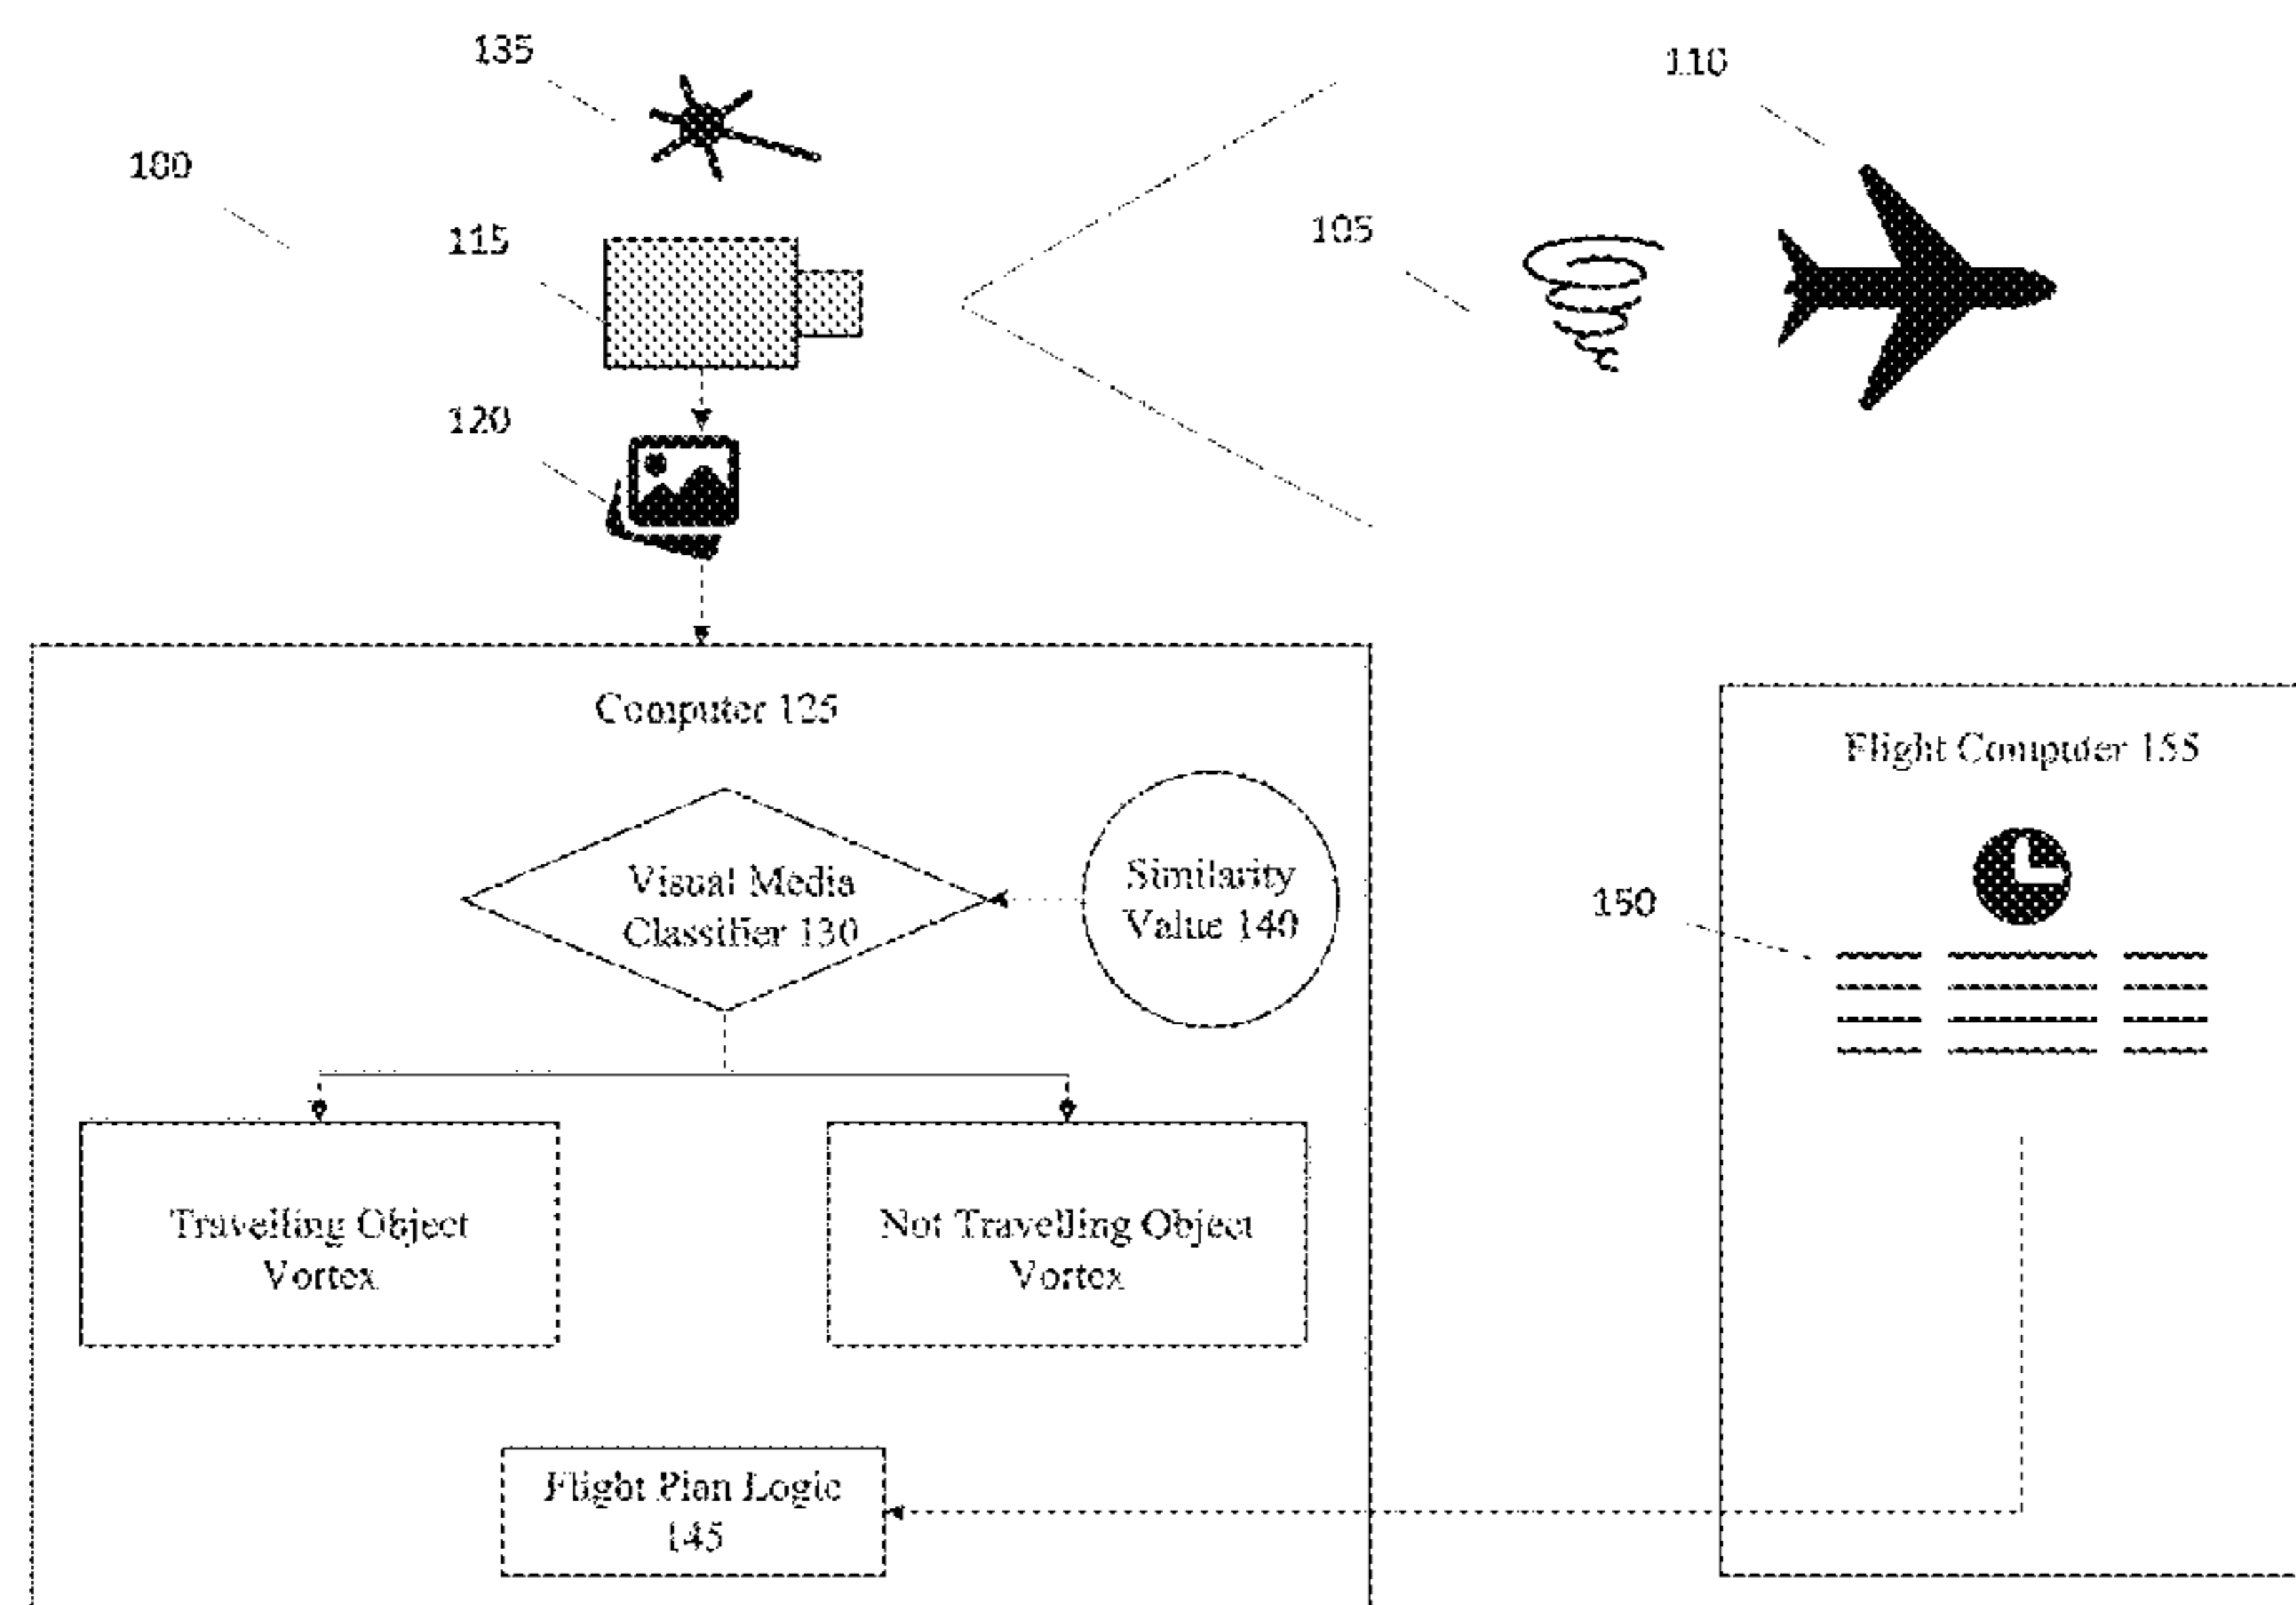 135
110
100
115
105
120
Computer 125
Flight Computer 155
Visual Media
Classifier 130
Similarity
Value 140
150
Travelling Object
Vortex
Not Travelling Object
Vortex
Flight Plan Logic
145